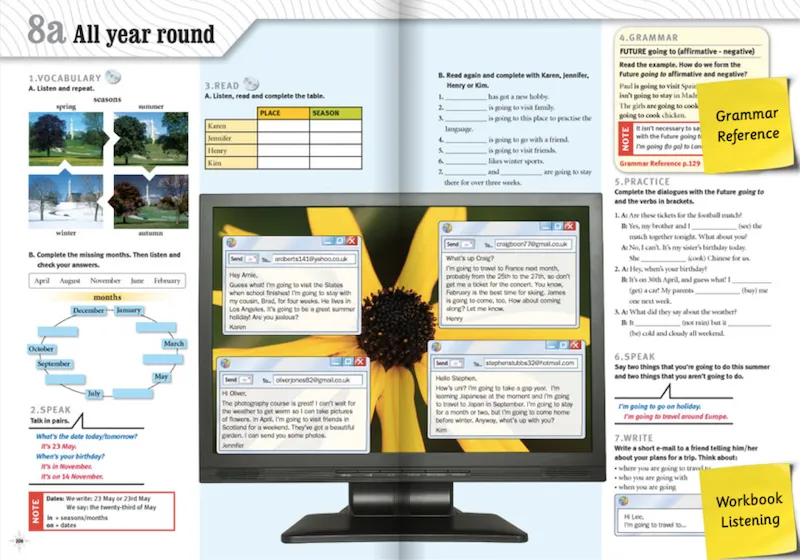 8a All year round
1.VOCABULARY
A. Listen and repeat.
seasons
spring
summer
winter
autumn
B. Complete the missing months. Then listen and
check your answers.
April August November June February
months
December January
October
March
September
May
July
2.SPEAK
Talk in pairs.
What's the date today/tomorrow?
It's 23 May.
When's your birthday?
It's in November.
It's on 14 November.
NOTE
Dates: We write: 23 May or 23rd May
We say: the twenty-third of May
in + seasons/months
on + dates
3.READ
A. Listen, read and complete the table.
PLACE SEASON
Karen
Jennifer
Henry
Kim
B. Read again and complete with Karen, Jennifer,
Henry or Kim.
1. has got a new hobby.
2. is going to visit family.
3. is going to this place to practise the
language.
4. is going to go with a friend.
5. is going to visit friends.
6. likes winter sports.
7. and are going to stay
there for over three weeks.
Send To... aroberts141@yahoo.co.uk
Hey Arnie,
Guess what! I'm going to visit the States
when school finishes! I'm going to stay with
my cousin, Brad, for four weeks. He lives in
Los Angeles. It's going to be a great summer
holiday! Are you jealous?
Karen
Send To... craigboon77@gmail.co.uk
What's up Craig?
I'm going to travel to France next month,
probably from the 25th to the 27th, so don't
get me a ticket for the concert. You know,
February is the best time for skiing. James
is going to come, too. How about coming
along? Let me know.
Henry
Send To... oliverjones82@gmail.co.uk
Hi Oliver,
The photography course is great! I can't wait for
the weather to get warm so I can take pictures
of flowers. In April, I'm going to visit friends in
Scotland for a weekend. They've got a beautiful
garden. I can send you some photos.
Jennifer
Send To... stephenstubbs32@hotmail.com
Hello Stephen,
How's uni? I'm going to take a gap year. I'm
learning Japanese at the moment and I'm going
to travel to Japan in September. I'm going to stay
for a month or two, but I'm going to come home
before winter. Anyway, what's up with you?
Kim
4.GRAMMAR
FUTURE going to (affirmative - negative)
Read the example. How do we form the
Future going to affirmative and negative?
Paul is going to visit Spain
isn't going to stay in Madr
The girls are going to cook
going to cook chicken.
NOTE
It isn't necessary to say
with the Future going to
I'm going (to go) to Lon
Grammar Reference p.129
Grammar
Reference
5.PRACTICE
Complete the dialogues with the Future going to
and the verbs in brackets.
1. A: Are these tickets for the football match?
B: Yes, my brother and I (see) the
match together tonight. What about you?
A: No, I can't. It's my sister's birthday today.
She (cook) Chinese for us.
2. A: Hey, when's your birthday?
B: It's on 30th April, and guess what! I
(get) a car! My parents (buy) me
one next week.
3. A: What did they say about the weather?
B: It (not rain) but it
(be) cold and cloudy all weekend.
6.SPEAK
Say two things that you're going to do this summer
and two things that you aren't going to do.
I'm going to go on holiday.
I'm going to travel around Europe.
7.WRITE
Write a short e-mail to a friend telling him/her
about your plans for a trip. Think about:
• where you are going to travel to
• who you are going with
• when you are going
Hi Lee,
I'm going to travel to...
Workbook
Listening